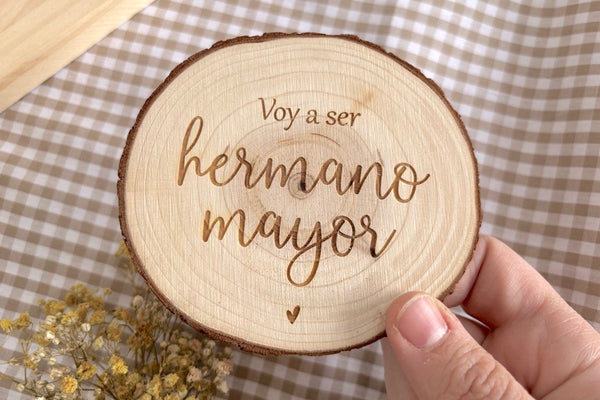 Voy a ser
hermano
mayor